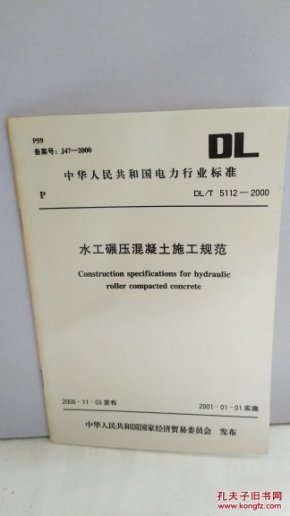 P59
备案号：J47—2000
DL
中华人民共和国电力行业标准
P
DL/T 5112—2000
水工碾压混凝土施工规范
Construction specifications for hydraulic
roller compacted concrete
2000-11-03发布
2001-01-01实施
中华人民共和国国家经济贸易委员会 发布
孔夫子旧书网